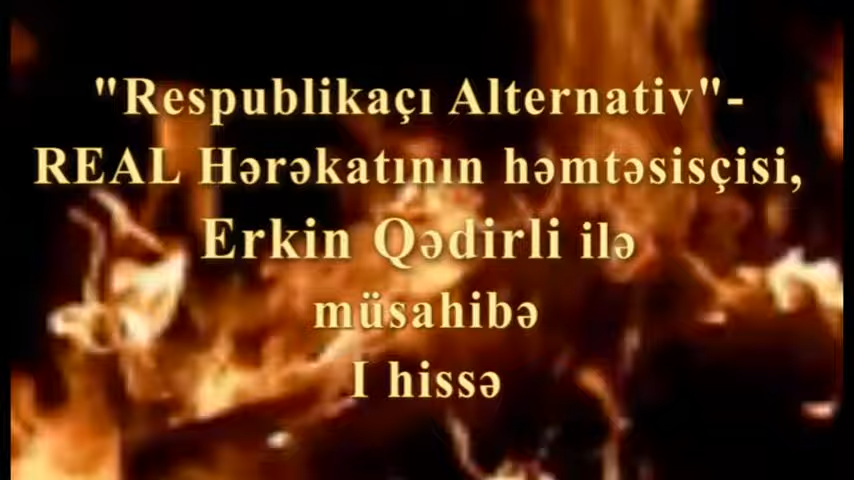 "Respublikaçı Alternativ"-
REAL Hərəkatının həmtəsisçisi,
Erkin Qədirli ilə
müsahibə
I hissə